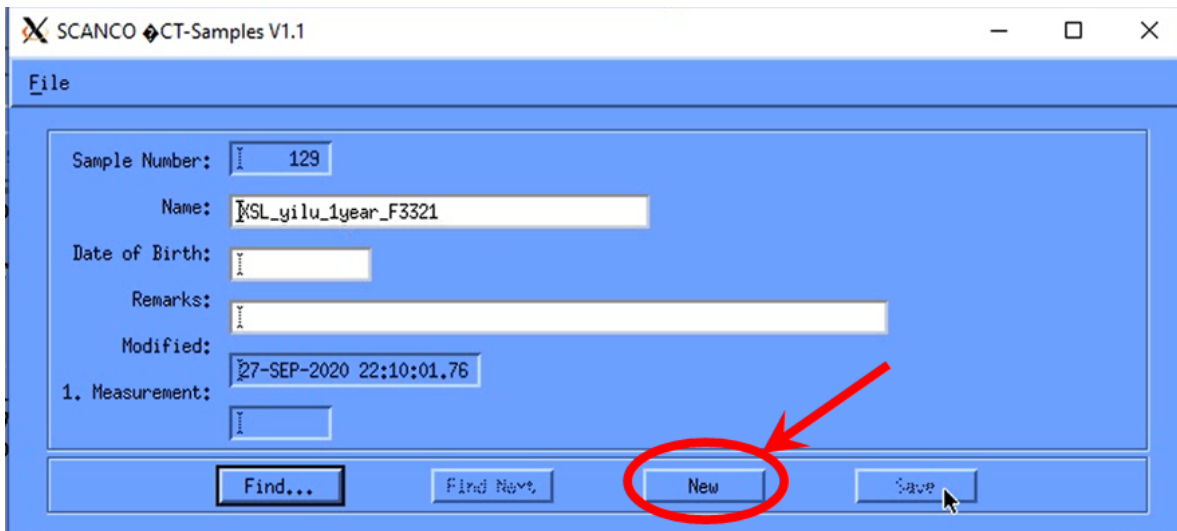 SCANCO �CT-Samples V1.1
File
Sample Number: 129
Name: XSL_yilu_1year_F3321
Date of Birth:
Remarks:
Modified: 27-SEP-2020 22:10:01.76
1. Measurement:
Find... Find Next. New Save